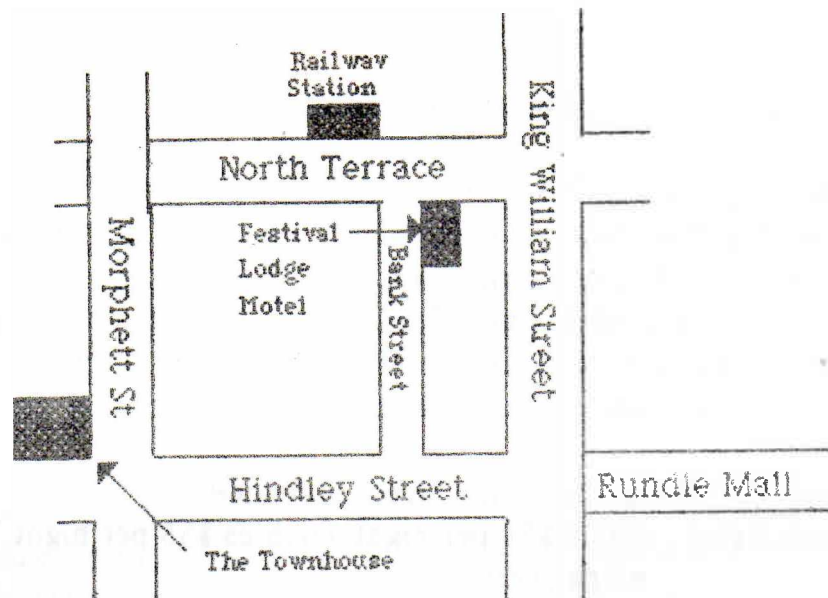 Railway
Station
North Terrace
King William Street
Festival
Lodge
Motel
Bank Street
Morphett St
Hindley Street
Rundle Mall
The Townhouse